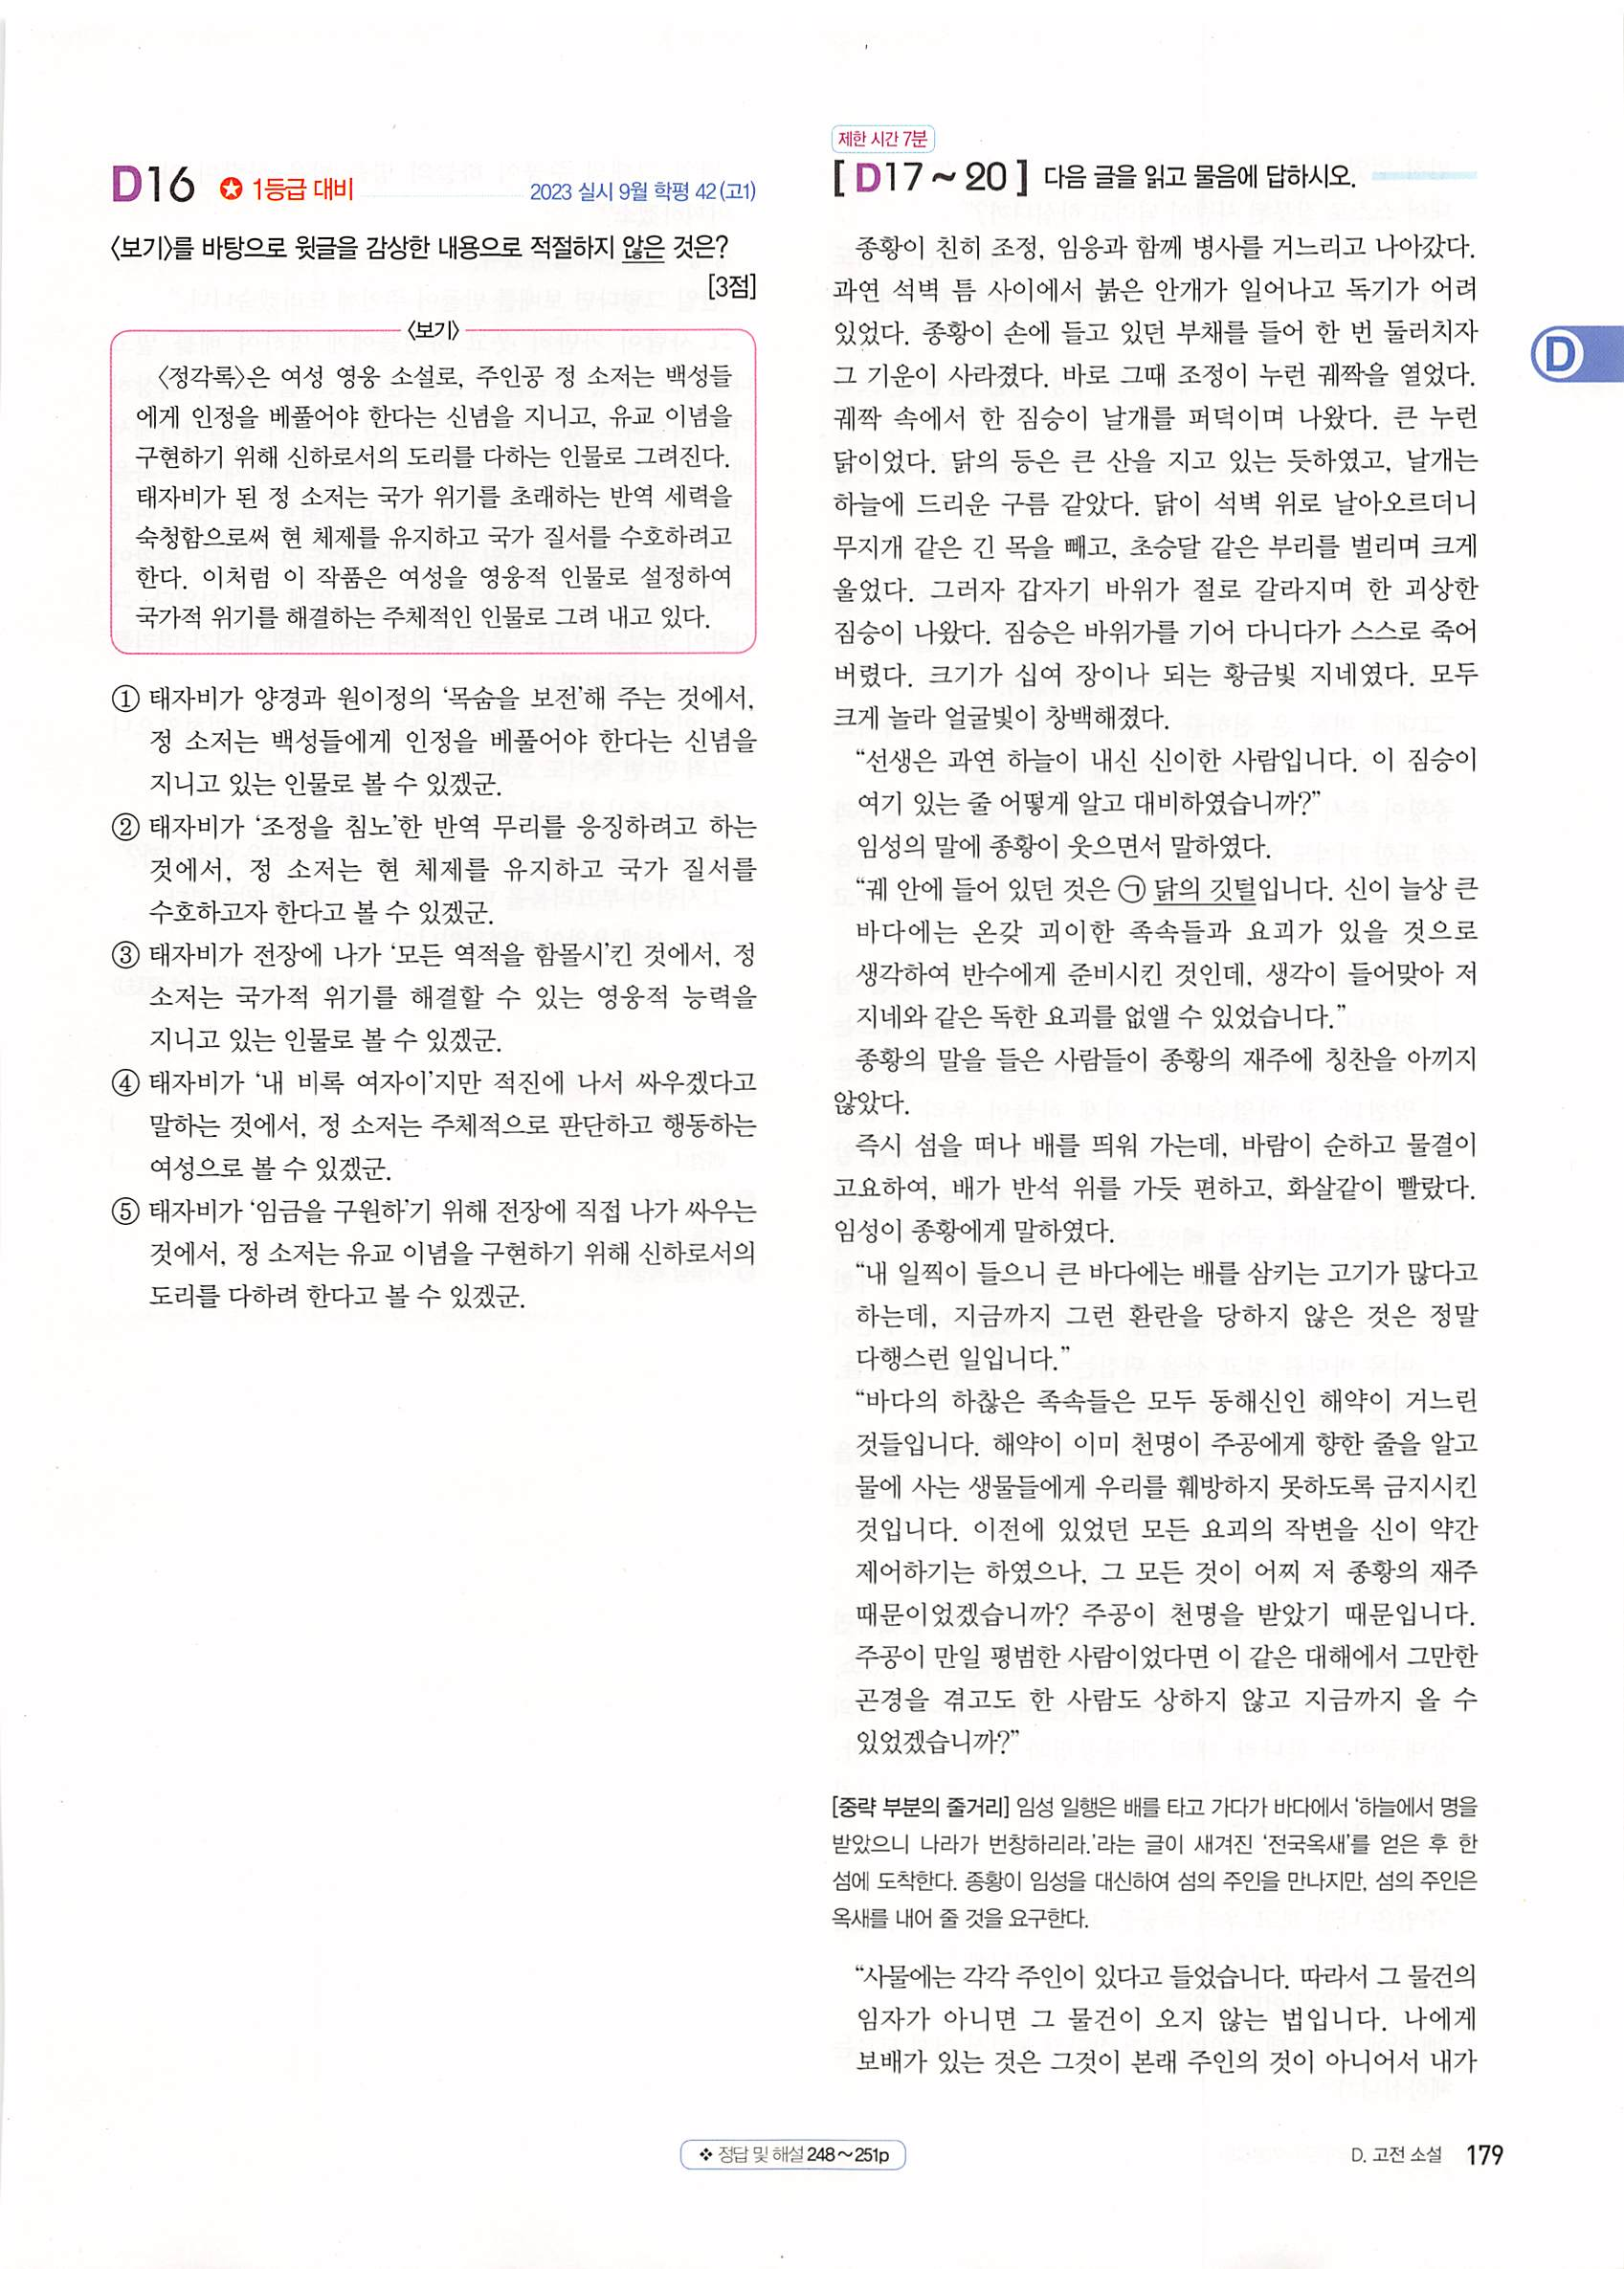 D16 ✪ 1등급 대비 2023 실시 9월 학평 42 (고1)
〈보기〉를 바탕으로 윗글을 감상한 내용으로 적절하지 않은 것은?
[3점]
〈보기〉
〈정각록〉은 여성 영웅 소설로, 주인공 정 소저는 백성들
에게 인정을 베풀어야 한다는 신념을 지니고, 유교 이념을
구현하기 위해 신하로서의 도리를 다하는 인물로 그려진다.
태자비가 된 정 소저는 국가 위기를 초래하는 반역 세력을
숙청함으로써 현 체제를 유지하고 국가 질서를 수호하려고
한다. 이처럼 이 작품은 여성을 영웅적 인물로 설정하여
국가적 위기를 해결하는 주체적인 인물로 그려 내고 있다.
① 태자비가 양경과 원이정의 ‘목숨을 보전’해 주는 것에서,
정 소저는 백성들에게 인정을 베풀어야 한다는 신념을
지니고 있는 인물로 볼 수 있겠군.
② 태자비가 ‘조정을 침노’한 반역 무리를 응징하려고 하는
것에서, 정 소저는 현 체제를 유지하고 국가 질서를
수호하고자 한다고 볼 수 있겠군.
③ 태자비가 전장에 나가 ‘모든 역적을 함몰시’킨 것에서, 정
소저는 국가적 위기를 해결할 수 있는 영웅적 능력을
지니고 있는 인물로 볼 수 있겠군.
④ 태자비가 ‘내 비록 여자이’지만 적진에 나서 싸우겠다고
말하는 것에서, 정 소저는 주체적으로 판단하고 행동하는
여성으로 볼 수 있겠군.
⑤ 태자비가 ‘임금을 구원하’기 위해 전장에 직접 나가 싸우는
것에서, 정 소저는 유교 이념을 구현하기 위해 신하로서의
도리를 다하려 한다고 볼 수 있겠군.
제한 시간 7분
[D17~20] 다음 글을 읽고 물음에 답하시오.
종황이 친히 조정, 임응과 함께 병사를 거느리고 나아갔다.
과연 석벽 틈 사이에서 붉은 안개가 일어나고 독기가 어려
있었다. 종황이 손에 들고 있던 부채를 들어 한 번 둘러치자
그 기운이 사라졌다. 바로 그때 조정이 누런 궤짝을 열었다.
궤짝 속에서 한 짐승이 날개를 퍼덕이며 나왔다. 큰 누런
닭이었다. 닭의 등은 큰 산을 지고 있는 듯하였고, 날개는
하늘에 드리운 구름 같았다. 닭이 석벽 위로 날아오르더니
무지개 같은 긴 목을 빼고, 초승달 같은 부리를 벌리며 크게
울었다. 그러자 갑자기 바위가 절로 갈라지며 한 괴상한
짐승이 나왔다. 짐승은 바위가를 기어 다니다가 스스로 죽어
버렸다. 크기가 십여 장이나 되는 황금빛 지네였다. 모두
크게 놀라 얼굴빛이 창백해졌다.
“선생은 과연 하늘이 내신 신이한 사람입니다. 이 짐승이
여기 있는 줄 어떻게 알고 대비하였습니까?”
임성의 말에 종황이 웃으면서 말하였다.
“궤 안에 들어 있던 것은 ㉠ 닭의 깃털입니다. 신이 늘상 큰
바다에는 온갖 괴이한 족속들과 요괴가 있을 것으로
생각하여 반수에게 준비시킨 것인데, 생각이 들어맞아 저
지네와 같은 독한 요괴를 없앨 수 있었습니다.”
종황의 말을 들은 사람들이 종황의 재주에 칭찬을 아끼지
않았다.
즉시 섬을 떠나 배를 띄워 가는데, 바람이 순하고 물결이
고요하여, 배가 반석 위를 가듯 편하고, 화살같이 빨랐다.
임성이 종황에게 말하였다.
“내 일찍이 들으니 큰 바다에는 배를 삼키는 고기가 많다고
하는데, 지금까지 그런 환란을 당하지 않은 것은 정말
다행스런 일입니다.”
“바다의 하찮은 족속들은 모두 동해신인 해약이 거느린
것들입니다. 해약이 이미 천명이 주공에게 향한 줄을 알고
물에 사는 생물들에게 우리를 훼방하지 못하도록 금지시킨
것입니다. 이전에 있었던 모든 요괴의 작변을 신이 약간
제어하기는 하였으나, 그 모든 것이 어찌 저 종황의 재주
때문이었겠습니까? 주공이 천명을 받았기 때문입니다.
주공이 만일 평범한 사람이었다면 이 같은 대해에서 그만한
곤경을 겪고도 한 사람도 상하지 않고 지금까지 올 수
있었겠습니까?”
[중략 부분의 줄거리] 임성 일행은 배를 타고 가다가 바다에서 ‘하늘에서 명을
받았으니 나라가 번창하리라.’라는 글이 새겨진 ‘전국옥새’를 얻은 후 한
섬에 도착한다. 종황이 임성을 대신하여 섬의 주인을 만나지만, 섬의 주인은
옥새를 내어 줄 것을 요구한다.
“사물에는 각각 주인이 있다고 들었습니다. 따라서 그 물건의
임자가 아니면 그 물건이 오지 않는 법입니다. 나에게
보배가 있는 것은 그것이 본래 주인의 것이 아니어서 내가
D
❖ 정답 및 해설 248~251p
D. 고전 소설 179